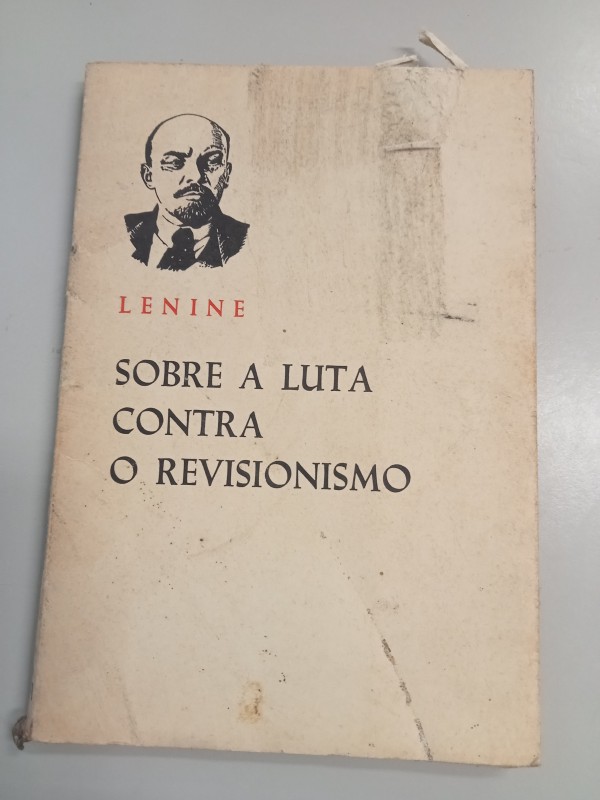 LENINE
SOBRE A LUTA
CONTRA
O REVISIONISMO